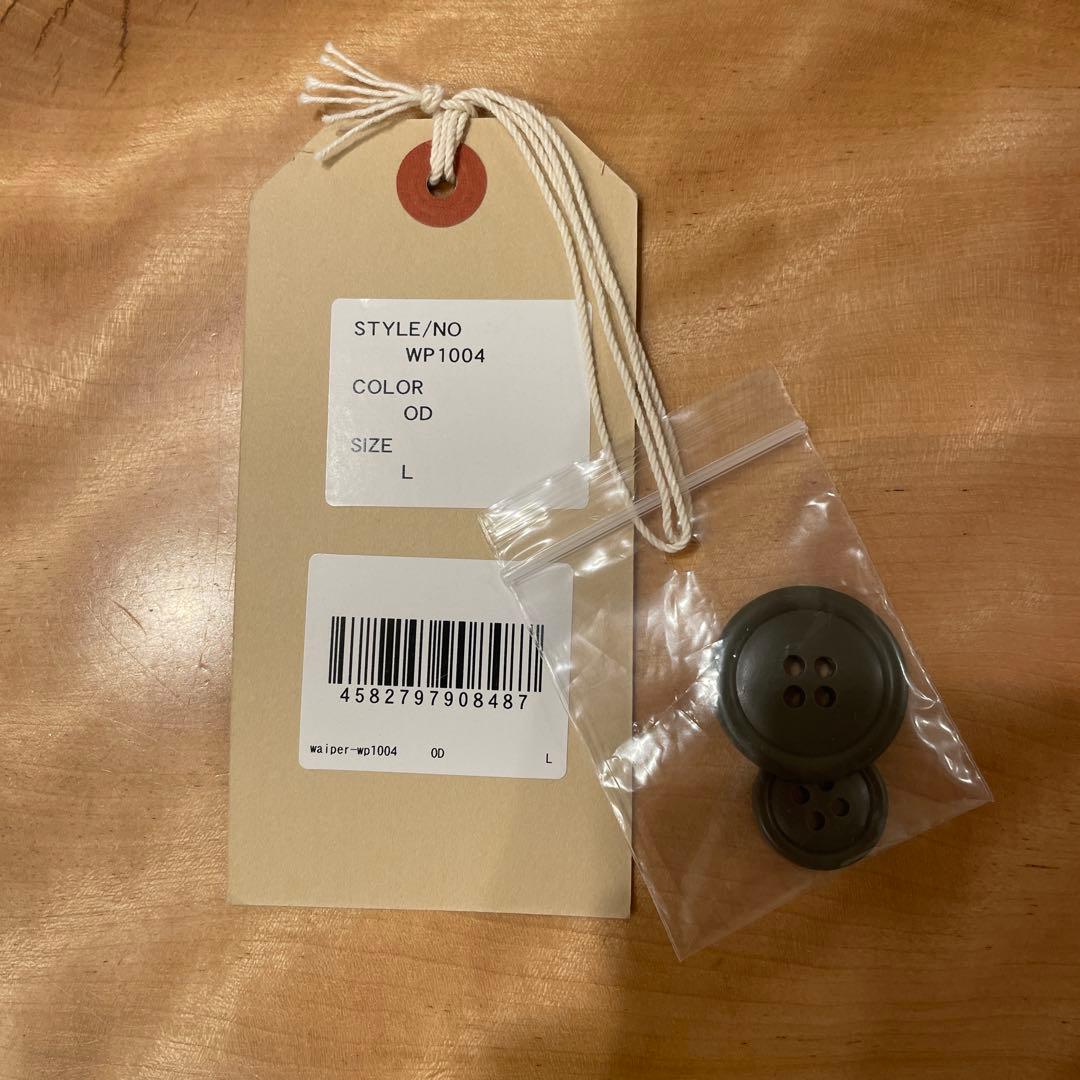 STYLE/NO
WP1004
COLOR
OD
SIZE
L
4582797908487
waiper-wp1004 OD L